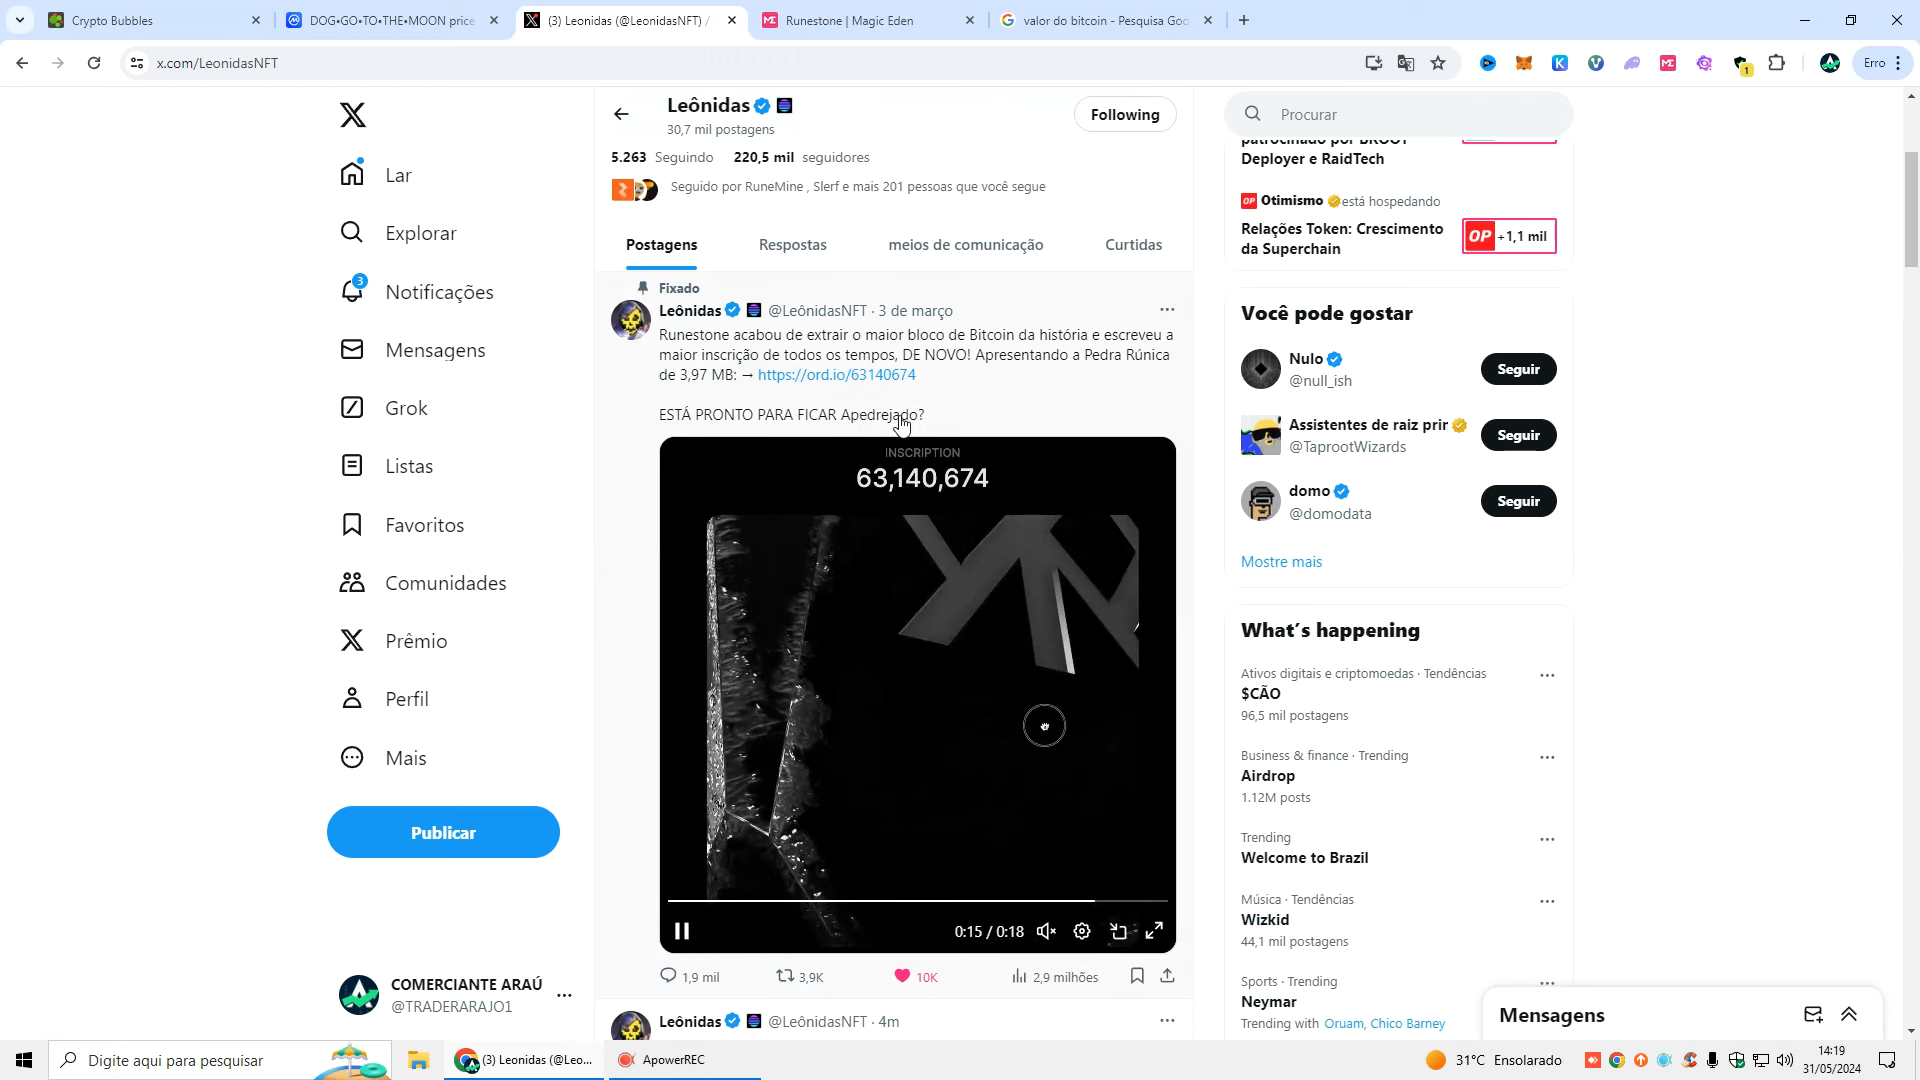 Crypto Bubbles
DOG•GO•TO•THE•MOON price
(3) Leonidas (@LeonidasNFT) /
Runestone | Magic Eden
valor do bitcoin - Pesquisa Goo
x.com/LeonidasNFT
1
Erro
Lar
Explorar
3
Notificações
Mensagens
Grok
Listas
Favoritos
Comunidades
Prêmio
Perfil
Mais
Publicar
COMERCIANTE ARAÚ
@TRADERARAJO1
Leônidas
30,7 mil postagens
Following
5.263 Seguindo 220,5 mil seguidores
Seguido por RuneMine , Slerf e mais 201 pessoas que você segue
Postagens
Respostas
meios de comunicação
Curtidas
Fixado
Leônidas @LeônidasNFT · 3 de março
Runestone acabou de extrair o maior bloco de Bitcoin da história e escreveu a
maior inscrição de todos os tempos, DE NOVO! Apresentando a Pedra Rúnica
de 3,97 MB: → https://ord.io/63140674
ESTÁ PRONTO PARA FICAR Apedrejado?
INSCRIPTION
63,140,674
0:15 / 0:18
1,9 mil
3,9K
10K
2,9 milhões
Leônidas @LeônidasNFT · 4m
Procurar
patrocinado por BROOT
Deployer e RaidTech
OP Otimismo está hospedando
Relações Token: Crescimento
da Superchain
OP +1,1 mil
Você pode gostar
Nulo
@null_ish
Seguir
Assistentes de raiz prir
@TaprootWizards
Seguir
domo
@domodata
Seguir
Mostre mais
What's happening
Ativos digitais e criptomoedas · Tendências
$CÃO
96,5 mil postagens
Business & finance · Trending
Airdrop
1.12M posts
Trending
Welcome to Brazil
Música · Tendências
Wizkid
44,1 mil postagens
Sports · Trending
Neymar
Trending with Oruam, Chico Barney
Mensagens
Digite aqui para pesquisar
(3) Leonidas (@Leo...
ApowerREC
31°C Ensolarado
14:19
31/05/2024